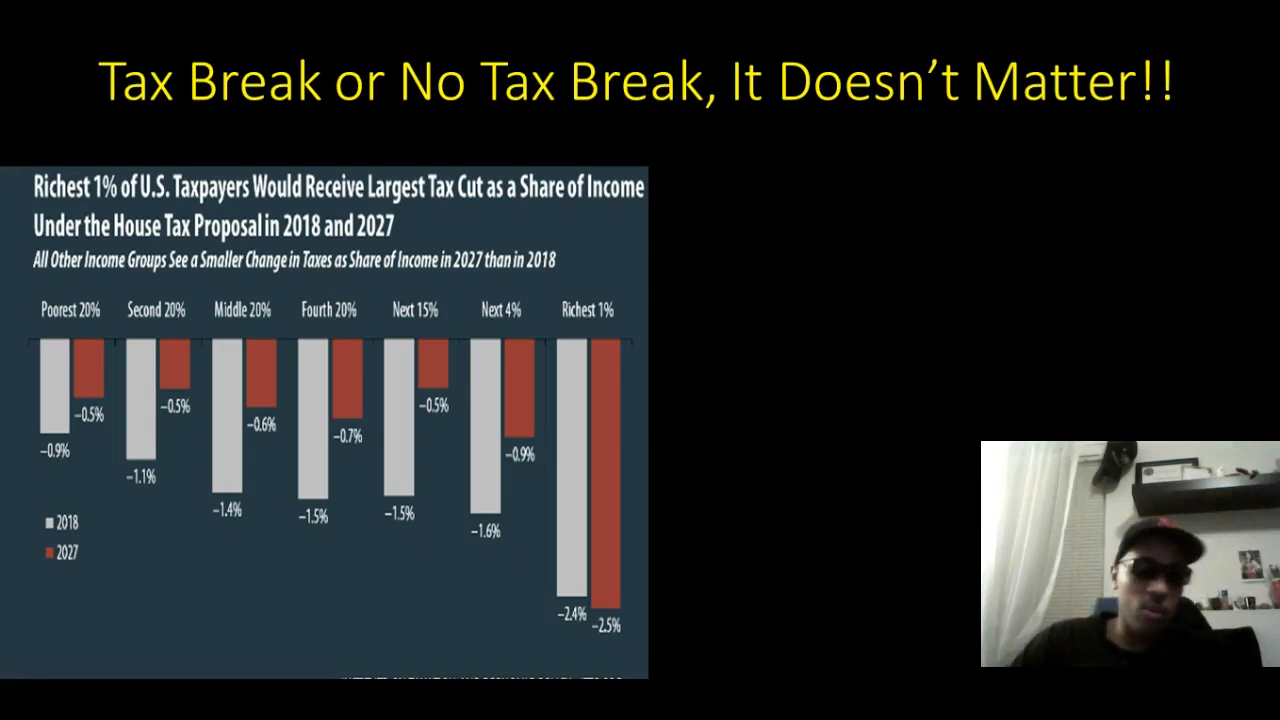 Tax Break or No Tax Break, It Doesn’t Matter!!
Richest 1% of U.S. Taxpayers Would Receive Largest Tax Cut as a Share of Income
Under the House Tax Proposal in 2018 and 2027
All Other Income Groups See a Smaller Change in Taxes as Share of Income in 2027 than in 2018
Poorest 20% Second 20% Middle 20% Fourth 20% Next 15% Next 4% Richest 1%
–0.9% –0.5% –1.1% –0.5% –1.4% –0.6% –1.5% –0.7% –1.5% –0.5% –1.6% –0.9% –2.4% –2.5%
2018
2027